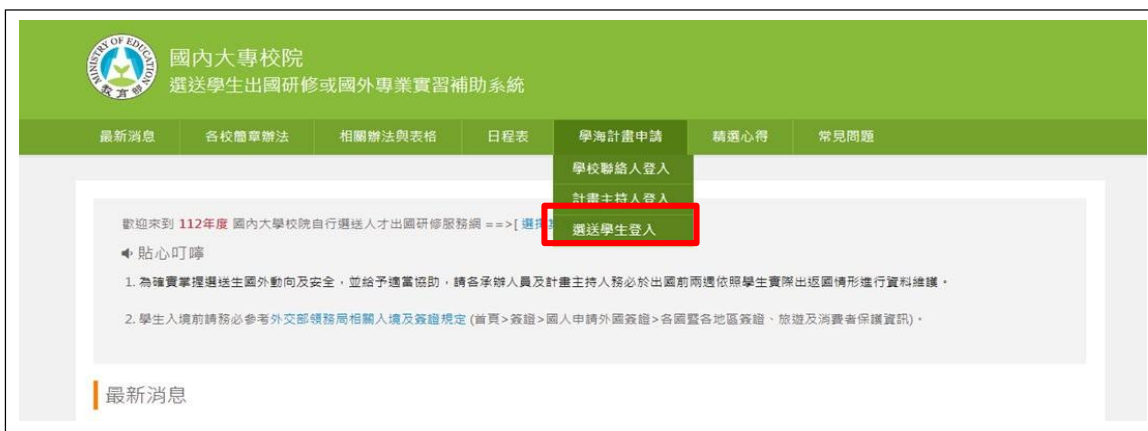 MINISTRY OF EDUCATION
教育部
國內大專校院
選送學生出國研修或國外專業實習補助系統
最新消息 各校簡章辦法 相關辦法與表格 日程表 學海計畫申請 精選心得 常見問題
學校聯絡人登入
計畫主持人登入
選送學生登入
歡迎來到 112年度 國內大學校院自行選送人才出國研修服務網 ==>[ 選擇
貼心叮嚀
1. 為確實掌握選送生國外動向及安全，並給予適當協助，請各承辦人員及計畫主持人務必於出國前兩週依照學生實際出返國情形進行資料維護。
2. 學生入境前請務必參考外交部領務局相關入境及簽證規定 (首頁>簽證>國人申請外國簽證>各國暨各地區簽證、旅遊及消費者保護資訊)。
最新消息